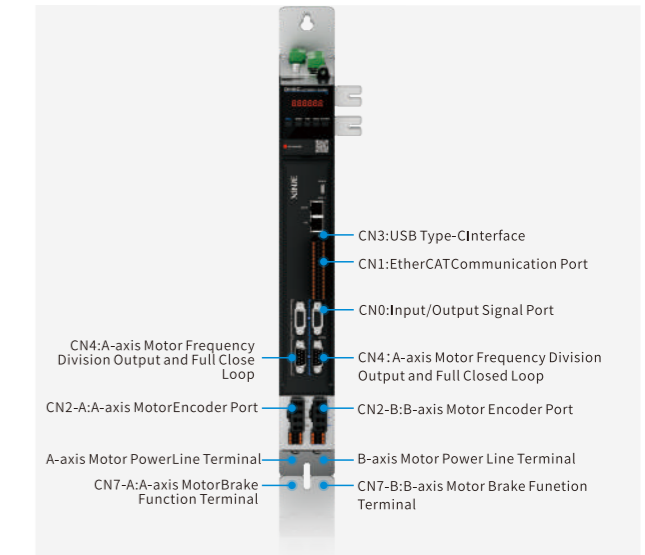 888888
XINJE
CN3:USB Type-CInterface
CN1:EtherCATCommunication Port
CN0:Input/Output Signal Port
CN4:A-axis Motor Frequency
Division Output and Full Close
Loop
CN4:A-axis Motor Frequency Division
Output and Full Closed Loop
CN2-A:A-axis MotorEncoder Port
CN2-B:B-axis Motor Encoder Port
A-axis Motor PowerLine Terminal
B-axis Motor Power Line Terminal
CN7-A:A-axis MotorBrake
Function Terminal
CN7-B:B-axis Motor Brake Funetion
Terminal